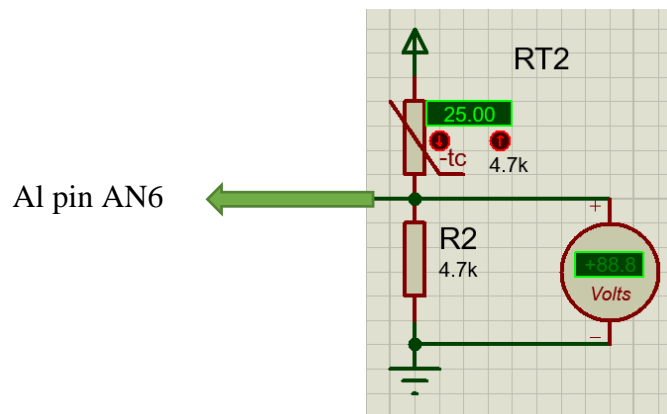 RT2
25.00
-tc
4.7k
Al pin AN6
+
R2
4.7k
+88.8
Volts
-